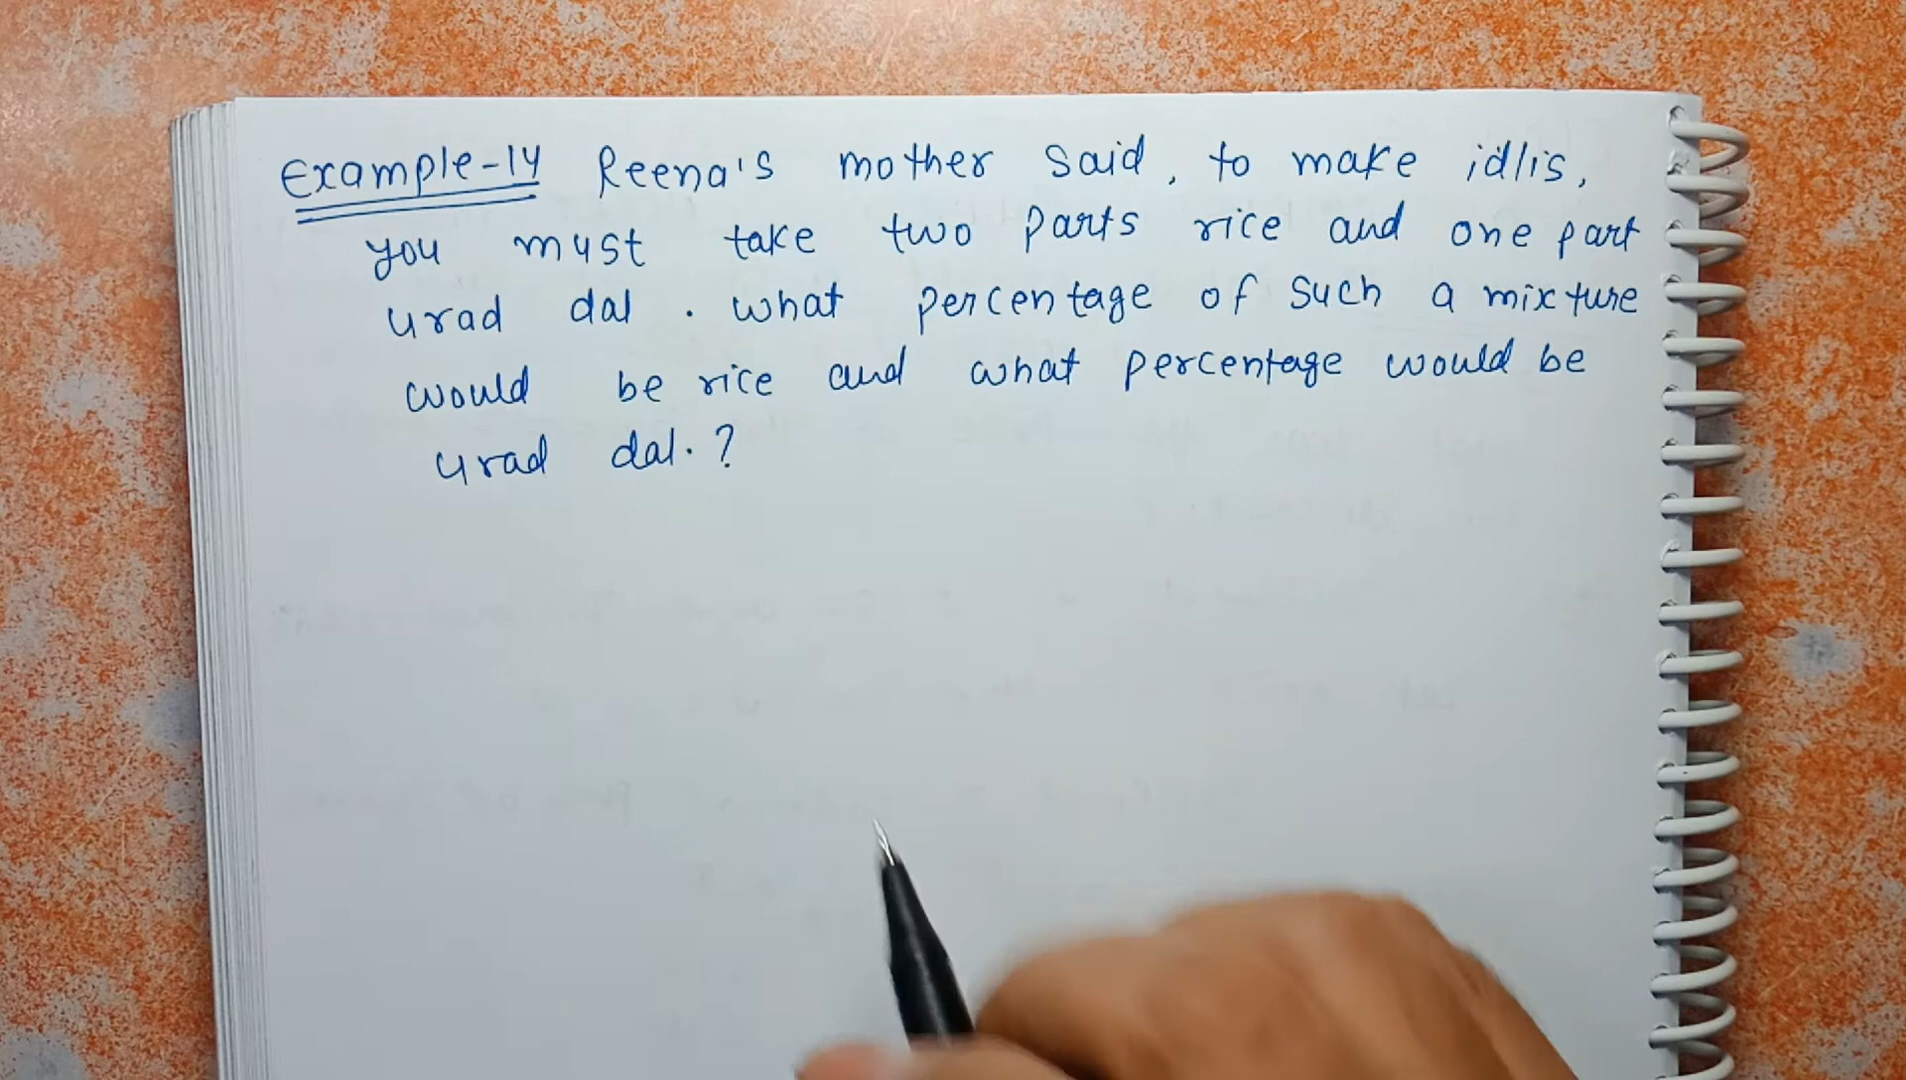 Example-14 Reena's mother said, to make idlis,
you must take two parts rice and one part
urad dal. what percentage of such a mixture
would be rice and what percentage would be
urad dal.?